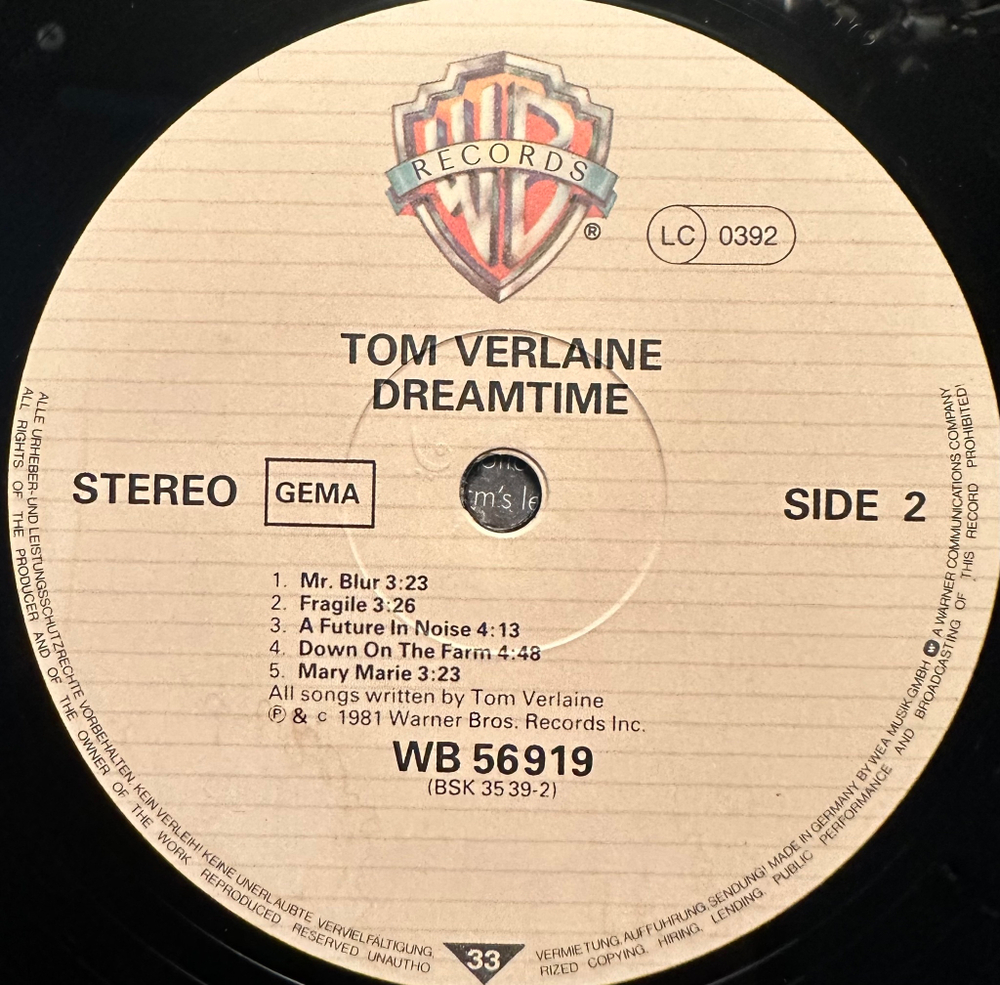 WB
RECORDS
®
LC 0392
TOM VERLAINE
DREAMTIME
STEREO GEMA
SIDE 2
m's le
1. Mr. Blur 3:23
2. Fragile 3:26
3. A Future In Noise 4:13
4. Down On The Farm 4:48
5. Mary Marie 3:23
All songs written by Tom Verlaine
℗ & c 1981 Warner Bros. Records Inc.
WB 56 919
(BSK 35 39-2)
ALLE URHEBER- UND LEISTUNGSSCHUTZRECHTE VORBEHALTEN. KEIN VERLEIH! KEINE UNERLAUBTE VERVIELFÄLTIGUNG, VERMIETUNG, AUFFÜHRUNG, SENDUNG! MADE IN GERMANY BY WEA MUSIK GMBH W A WARNER COMMUNICATIONS COMPANY
ALL RIGHTS OF THE PRODUCER AND OF THE OWNER OF THE WORK REPRODUCED RESERVED UNAUTHORIZED COPYING, HIRING, LENDING, PUBLIC PERFORMANCE AND BROADCASTING OF THIS RECORD PROHIBITED!
33